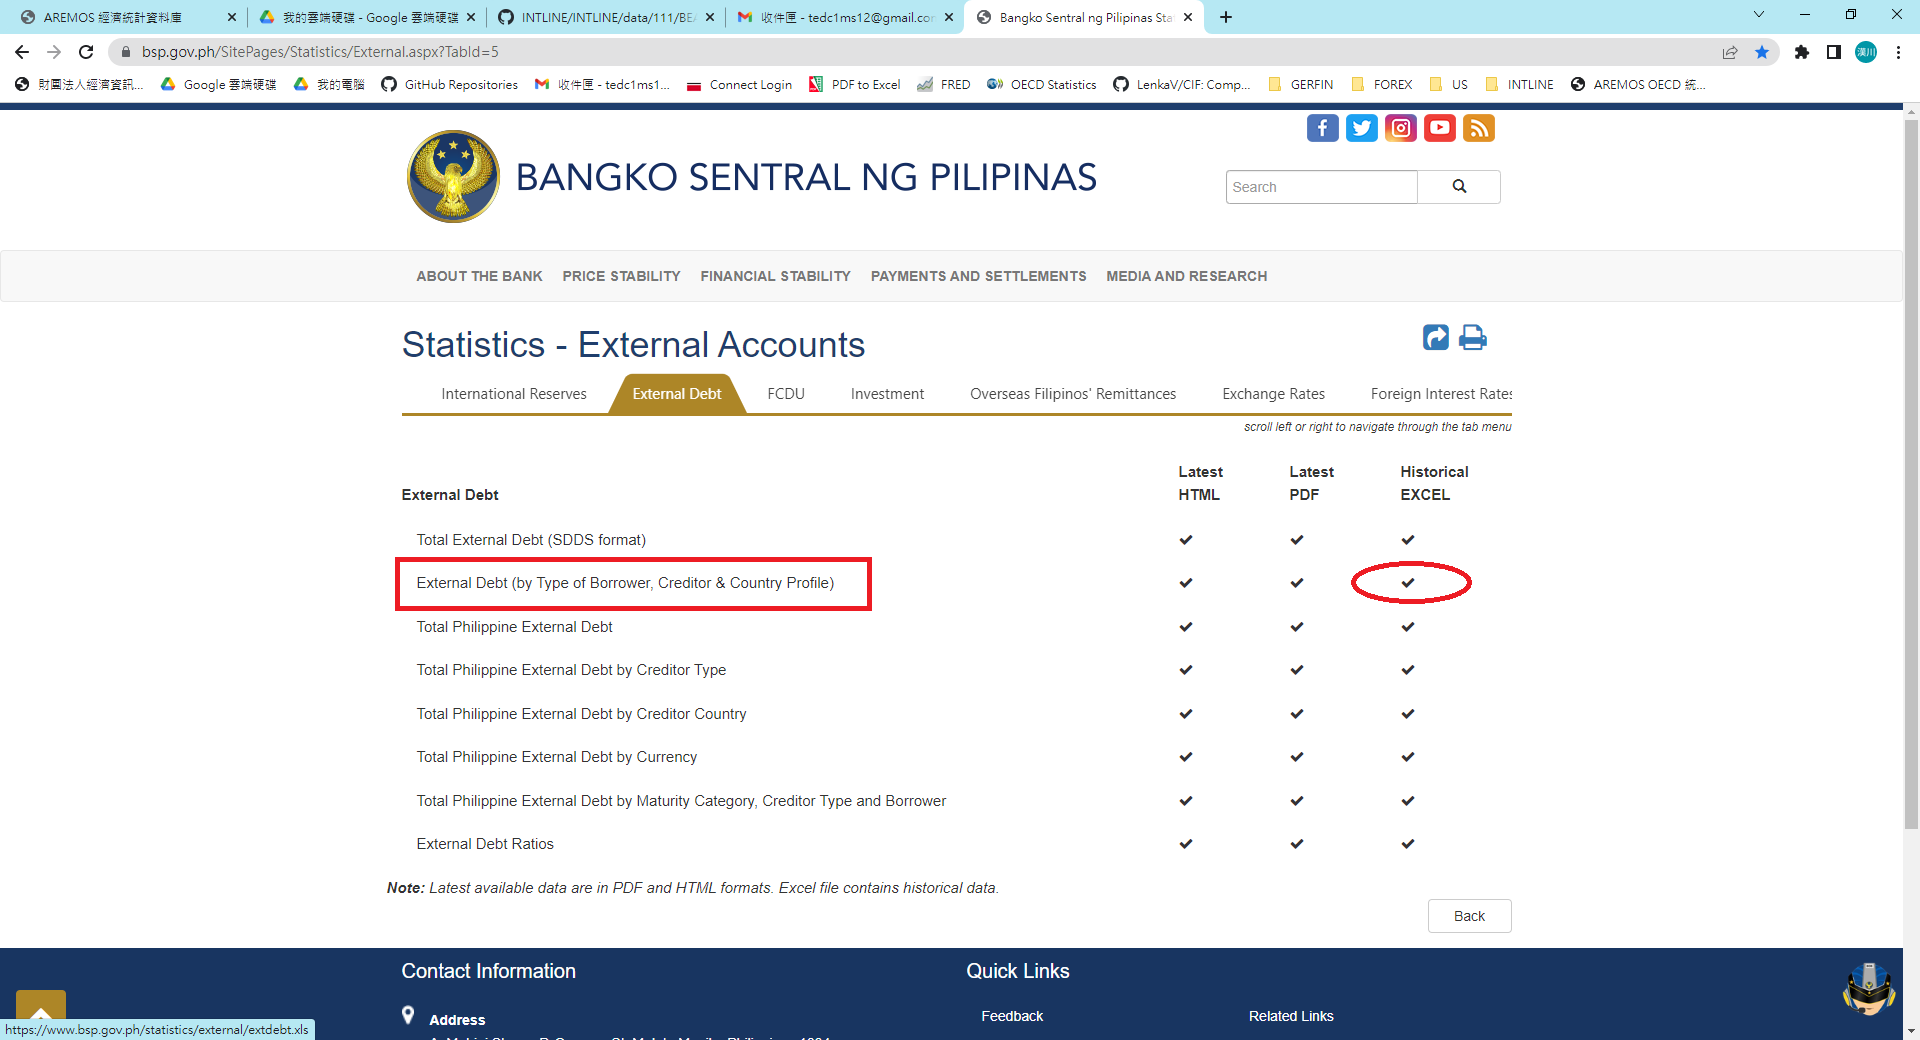 AREMOS 經濟統計資料庫
我的雲端硬碟 - Google 雲端硬碟
INTLINE/INTLINE/data/111/BEA
收件匣 - tedc1ms12@gmail.com
Bangko Sentral ng Pilipinas Sta
bsp.gov.ph/SitePages/Statistics/External.aspx?TabId=5
漢川
財團法人經濟資訊...
Google 雲端硬碟
我的電腦
GitHub Repositories
收件匣 - tedc1ms1...
Connect Login
PDF to Excel
FRED
OECD Statistics
LenkaV/CIF: Comp...
GERFIN
FOREX
US
INTLINE
AREMOS OECD 統...
BANGKO SENTRAL NG PILIPINAS
Search
ABOUT THE BANK
PRICE STABILITY
FINANCIAL STABILITY
PAYMENTS AND SETTLEMENTS
MEDIA AND RESEARCH
Statistics - External Accounts
International Reserves
External Debt
FCDU
Investment
Overseas Filipinos' Remittances
Exchange Rates
Foreign Interest Rates
scroll left or right to navigate through the tab menu
External Debt
Latest HTML
Latest PDF
Historical EXCEL
Total External Debt (SDDS format)
External Debt (by Type of Borrower, Creditor & Country Profile)
Total Philippine External Debt
Total Philippine External Debt by Creditor Type
Total Philippine External Debt by Creditor Country
Total Philippine External Debt by Currency
Total Philippine External Debt by Maturity Category, Creditor Type and Borrower
External Debt Ratios
Note: Latest available data are in PDF and HTML formats. Excel file contains historical data.
Back
Contact Information
Quick Links
Address
Feedback
Related Links
https://www.bsp.gov.ph/statistics/external/extdebt.xls